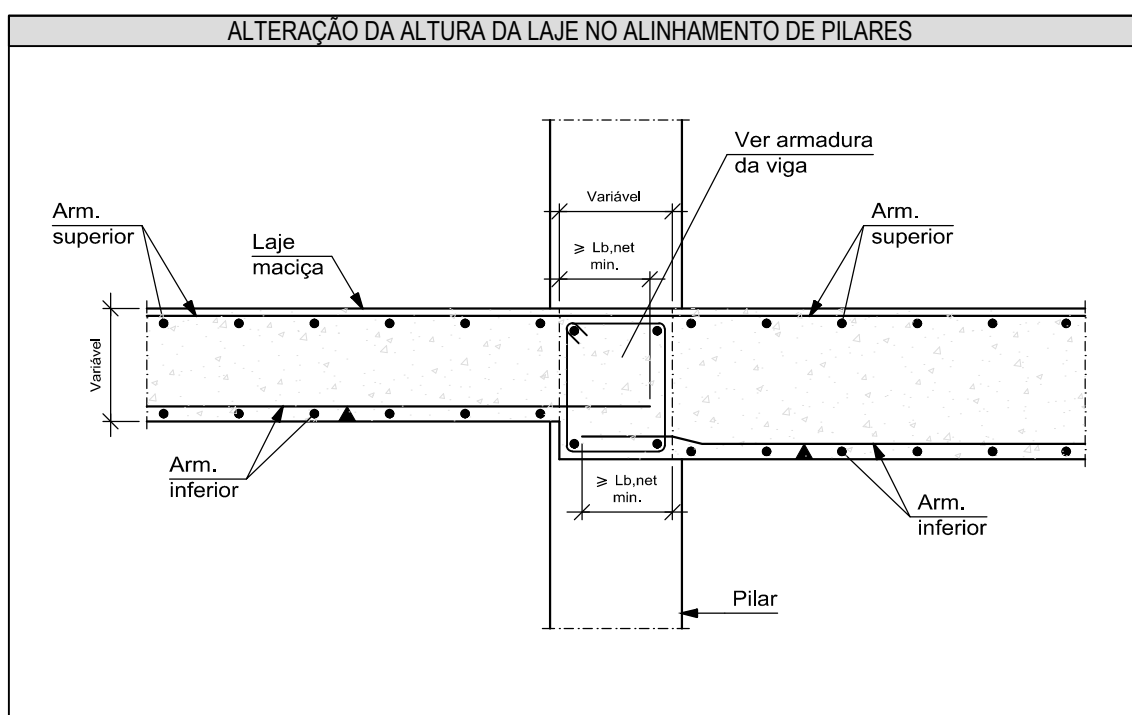 ALTERAÇÃO DA ALTURA DA LAJE NO ALINHAMENTO DE PILARES
Ver armadura
da viga
Variável
Arm.
superior
Laje
maciça
≥ Lb,net
min.
Arm.
superior
Variável
Arm.
inferior
≥ Lb,net
min.
Arm.
inferior
Pilar